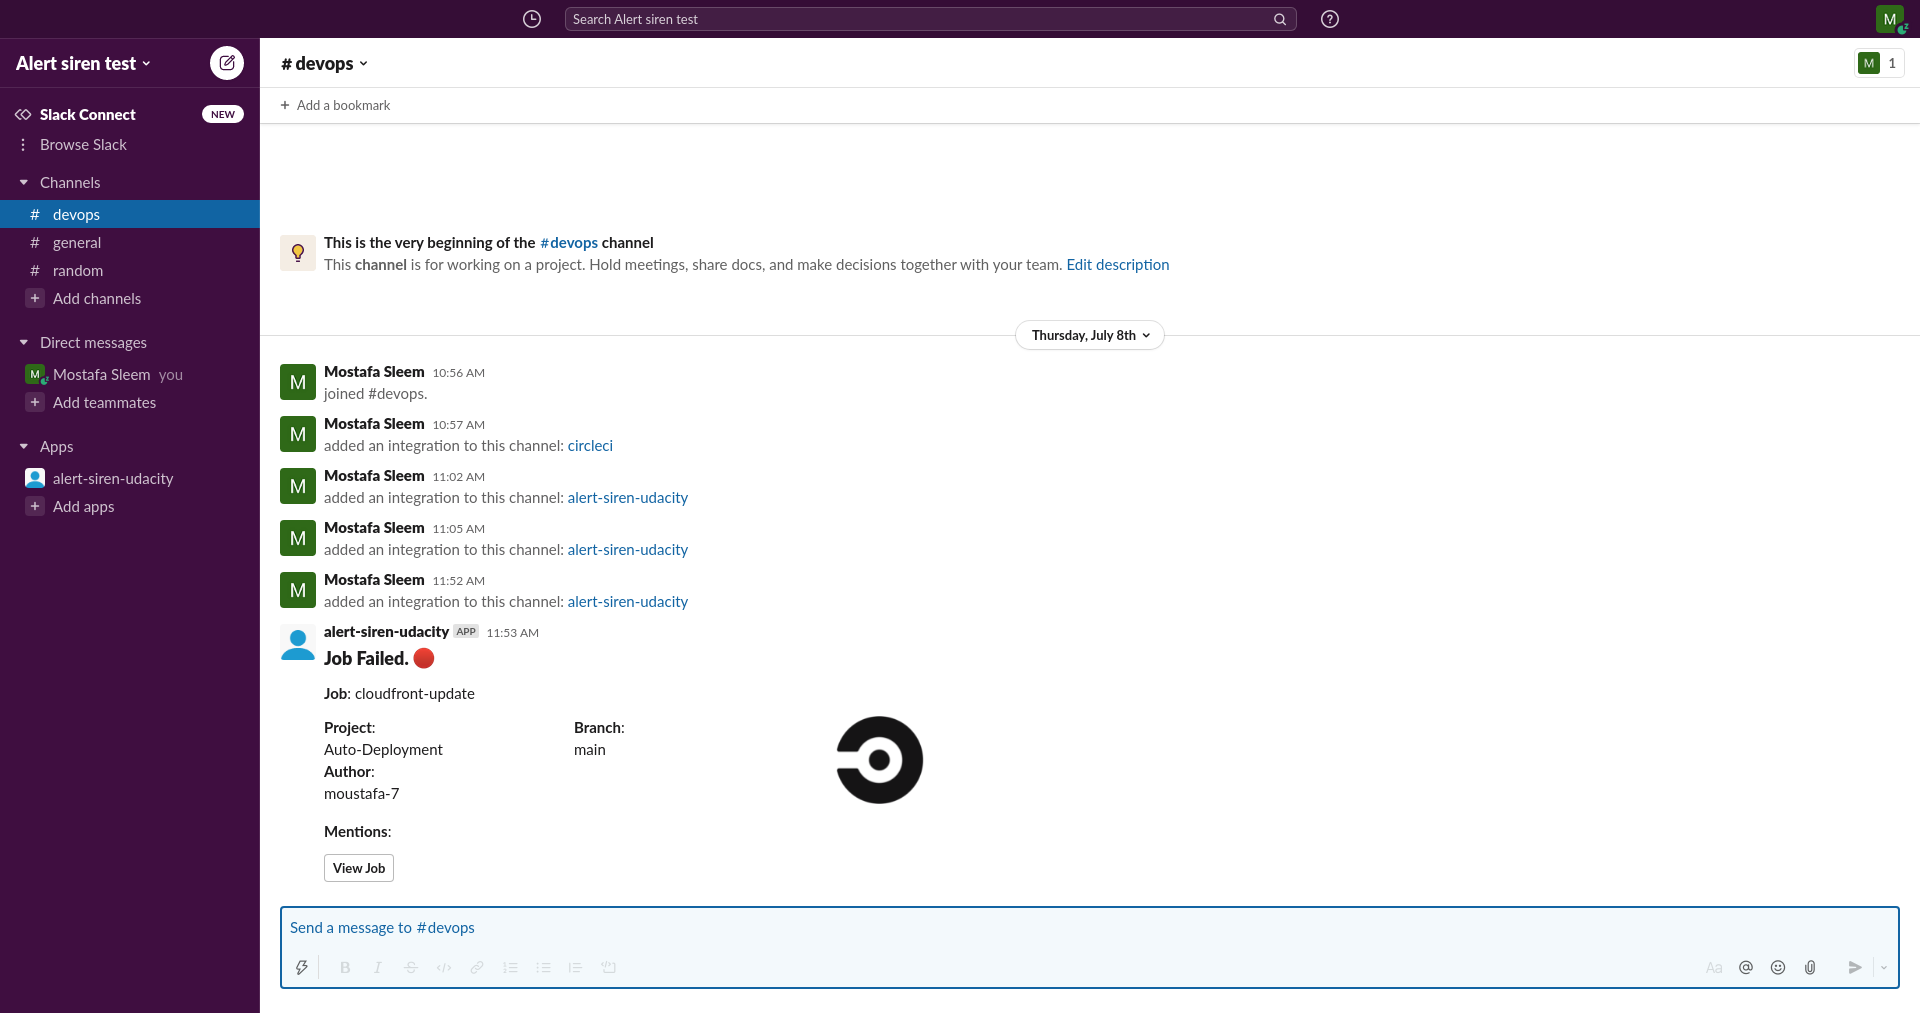 Search Alert siren test
M
Alert siren test
# devops
M 1
Slack Connect NEW
Browse Slack
+ Add a bookmark
Channels
# devops
# general
# random
+ Add channels
Direct messages
M Mostafa Sleem you
+ Add teammates
Apps
alert-siren-udacity
+ Add apps
This is the very beginning of the #devops channel
This channel is for working on a project. Hold meetings, share docs, and make decisions together with your team. Edit description
Thursday, July 8th
M Mostafa Sleem 10:56 AM
joined #devops.
M Mostafa Sleem 10:57 AM
added an integration to this channel: circleci
M Mostafa Sleem 11:02 AM
added an integration to this channel: alert-siren-udacity
M Mostafa Sleem 11:05 AM
added an integration to this channel: alert-siren-udacity
M Mostafa Sleem 11:52 AM
added an integration to this channel: alert-siren-udacity
alert-siren-udacity APP 11:53 AM
Job Failed. 🔴
Job: cloudfront-update
Project:
Auto-Deployment
Branch:
main
Author:
moustafa-7
Mentions:
View Job
Send a message to #devops
B I S </>
Aa @